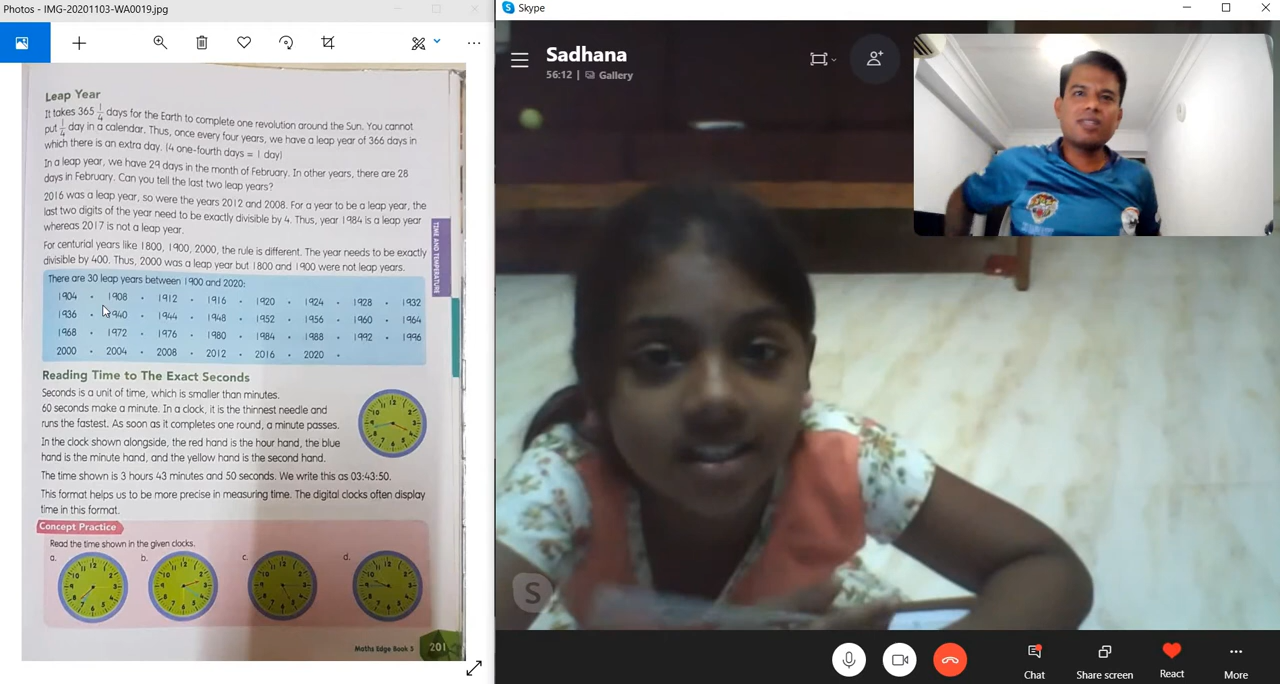 Photos - IMG-20201103-WA0019.jpg
Leap Year
It takes 365 1/4 days for the Earth to complete one revolution around the Sun. You cannot
put 1/4 day in a calendar. Thus, once every four years, we have a leap year of 366 days in
which there is an extra day. (4 one-fourth days = 1 day)
In a leap year, we have 29 days in the month of February. In other years, there are 28
days in February. Can you tell the last two leap years?
2016 was a leap year, so were the years 2012 and 2008. For a year to be a leap year, the
last two digits of the year need to be exactly divisible by 4. Thus, year 1984 is a leap year
whereas 2017 is not a leap year.
For centurial years like 1800, 1900, 2000, the rule is different. The year needs to be exactly
divisible by 400. Thus, 2000 was a leap year but 1800 and 1900 were not leap years.
TIME AND TEMPERATURE
There are 30 leap years between 1900 and 2020:
1904 • 1908 • 1912 • 1916 • 1920 • 1924 • 1928 • 1932
1936 • 1940 • 1944 • 1948 • 1952 • 1956 • 1960 • 1964
1968 • 1972 • 1976 • 1980 • 1984 • 1988 • 1992 • 1996
2000 • 2004 • 2008 • 2012 • 2016 • 2020 •
Reading Time to The Exact Seconds
Seconds is a unit of time, which is smaller than minutes.
60 seconds make a minute. In a clock, it is the thinnest needle and
runs the fastest. As soon as it completes one round, a minute passes.
In the clock shown alongside, the red hand is the hour hand, the blue
hand is the minute hand, and the yellow hand is the second hand.
The time shown is 3 hours 43 minutes and 50 seconds. We write this as 03:43:50.
This format helps us to be more precise in measuring time. The digital clocks often display
time in this format.
Concept Practice
Read the time shown in the given clocks.
a. b. c. d.
Maths Edge Book 3 201
Skype
Sadhana
56:12 | Gallery
S
Chat
Share screen
React
More